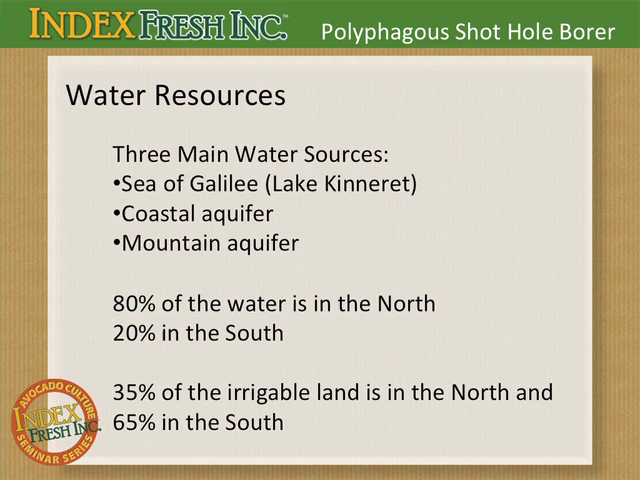 INDEX FRESH INC.™ Polyphagous Shot Hole Borer
Water Resources
Three Main Water Sources:
•Sea of Galilee (Lake Kinneret)
•Coastal aquifer
•Mountain aquifer
80% of the water is in the North
20% in the South
35% of the irrigable land is in the North and
65% in the South
AVOCADO CULTURE
INDEX
FRESH INC.
SEMINAR SERIES